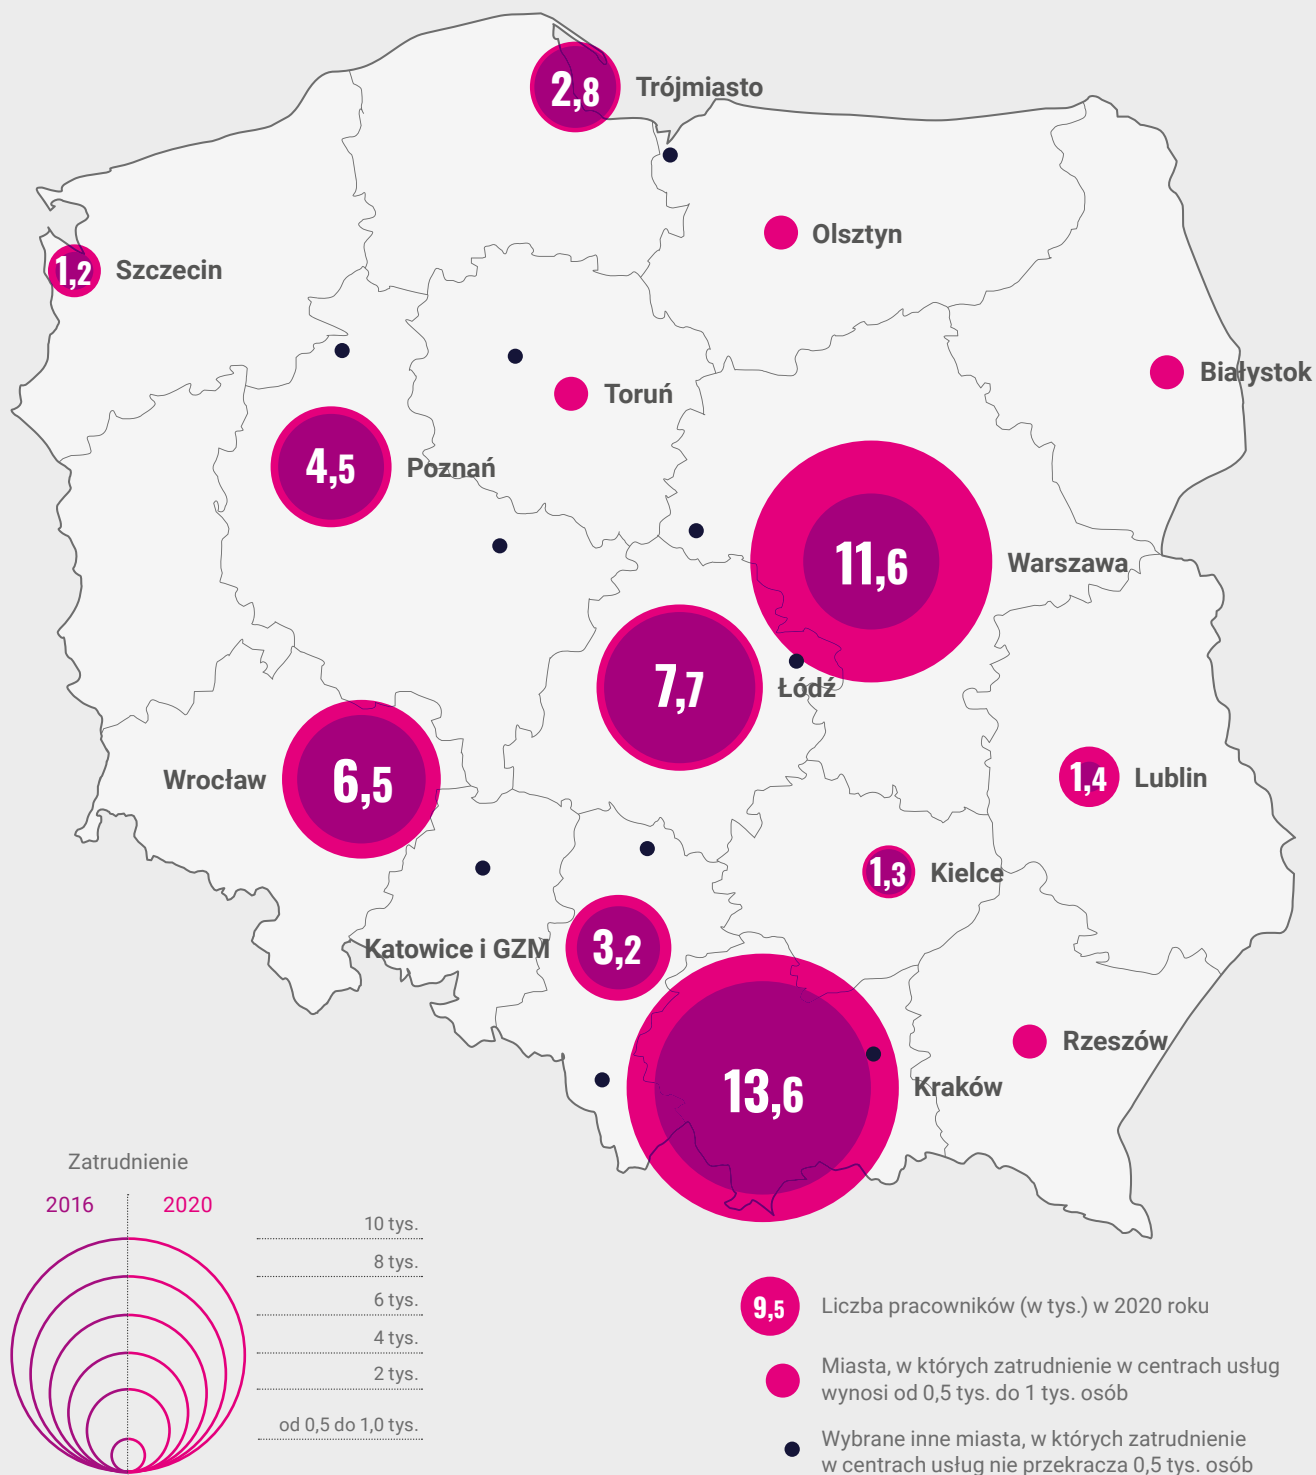 2,8
Trójmiasto
Olsztyn
1,2
Szczecin
Białystok
Toruń
4,5
Poznań
11,6
Warszawa
7,7
Łódź
Wrocław
6,5
1,4
Lublin
1,3
Kielce
Katowice i GZM
3,2
Rzeszów
13,6
Kraków
Zatrudnienie
2016
2020
10 tys.
8 tys.
6 tys.
4 tys.
2 tys.
od 0,5 do 1,0 tys.
9,5
Liczba pracowników (w tys.) w 2020 roku
Miasta, w których zatrudnienie w centrach usług
wynosi od 0,5 tys. do 1 tys. osób
Wybrane inne miasta, w których zatrudnienie
w centrach usług nie przekracza 0,5 tys. osób